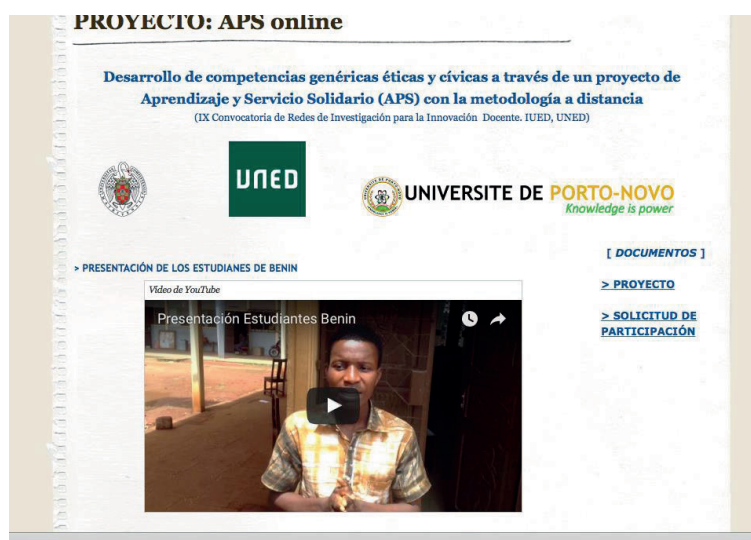 PROYECTO: APS online
Desarrollo de competencias genéricas éticas y cívicas a través de un proyecto de
Aprendizaje y Servicio Solidario (APS) con la metodología a distancia
(IX Convocatoria de Redes de Investigación para la Innovación Docente. IUED, UNED)
UNED
UNIVERSITE DE PORTO-NOVO
Knowledge is power
[ DOCUMENTOS ]
> PRESENTACIÓN DE LOS ESTUDIANES DE BENIN
> PROYECTO
Vídeo de YouTube
> SOLICITUD DE
PARTICIPACIÓN
Presentación Estudiantes Benin